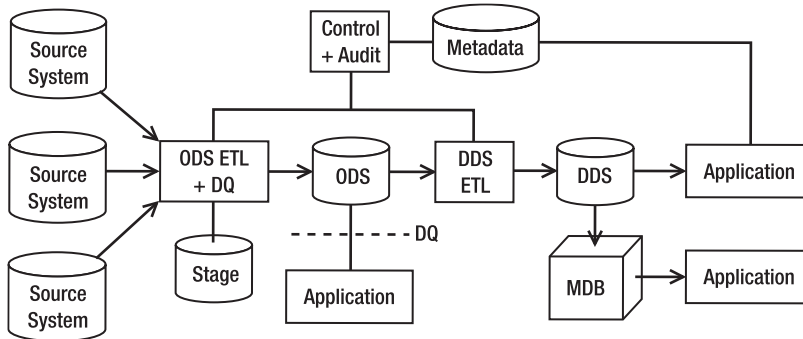 Source
System
Control
+ Audit
Metadata
Source
System
ODS ETL
+ DQ
ODS
DDS
ETL
DDS
Application
Source
System
Stage
DQ
Application
MDB
Application